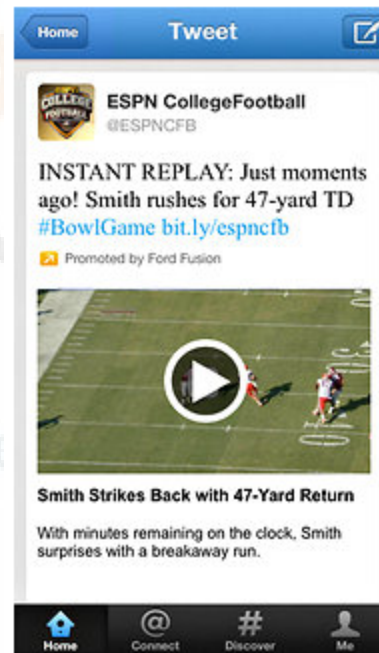 Home
Tweet
COLLEGE
FOOTBALL
ESPN CollegeFootball
@ESPNCFB
INSTANT REPLAY: Just moments
ago! Smith rushes for 47-yard TD
#BowlGame bit.ly/espncfb
Promoted by Ford Fusion
Smith Strikes Back with 47-Yard Return
With minutes remaining on the clock, Smith
surprises with a breakaway run.
Home
Connect
Discover
Me